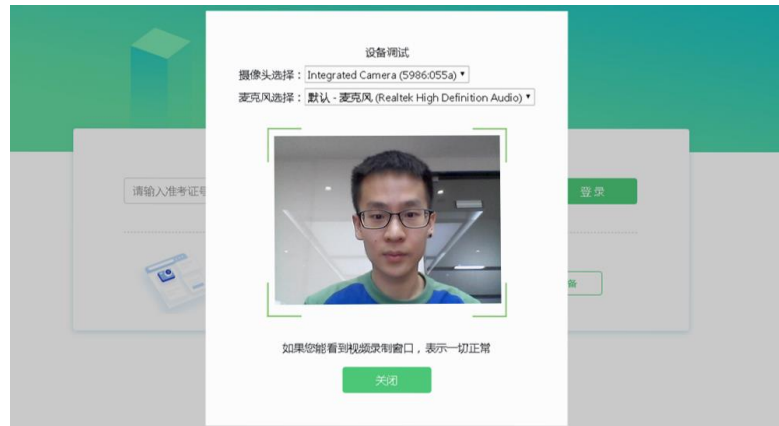 设备调试
摄像头选择：Integrated Camera (5986:055a)
麦克风选择：默认 - 麦克风 (Realtek High Definition Audio)
请输入准考证号
登录
备
如果您能看到视频录制窗口，表示一切正常
关闭